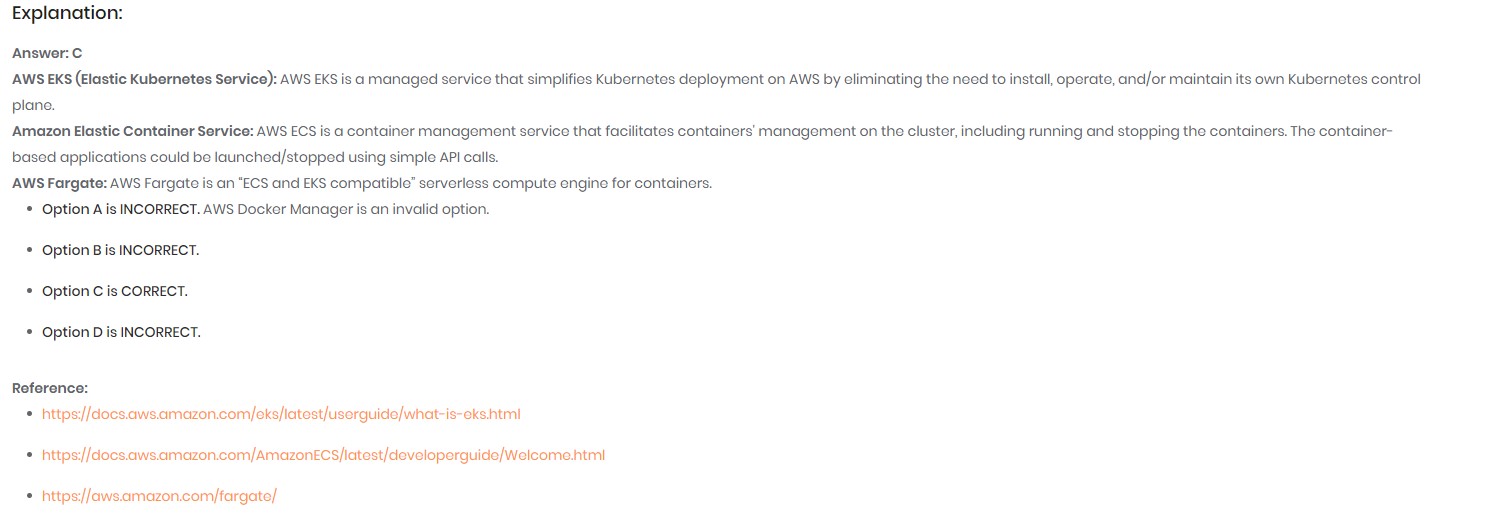 Explanation:
Answer: C
AWS EKS (Elastic Kubernetes Service): AWS EKS is a managed service that simplifies Kubernetes deployment on AWS by eliminating the need to install, operate, and/or maintain its own Kubernetes control
plane.
Amazon Elastic Container Service: AWS ECS is a container management service that facilitates containers' management on the cluster, including running and stopping the containers. The container-
based applications could be launched/stopped using simple API calls.
AWS Fargate: AWS Fargate is an "ECS and EKS compatible" serverless compute engine for containers.
• Option A is INCORRECT. AWS Docker Manager is an invalid option.
• Option B is INCORRECT.
• Option C is CORRECT.
• Option D is INCORRECT.
Reference:
• https://docs.aws.amazon.com/eks/latest/userguide/what-is-eks.html
• https://docs.aws.amazon.com/AmazonECS/latest/developerguide/Welcome.html
• https://aws.amazon.com/fargate/